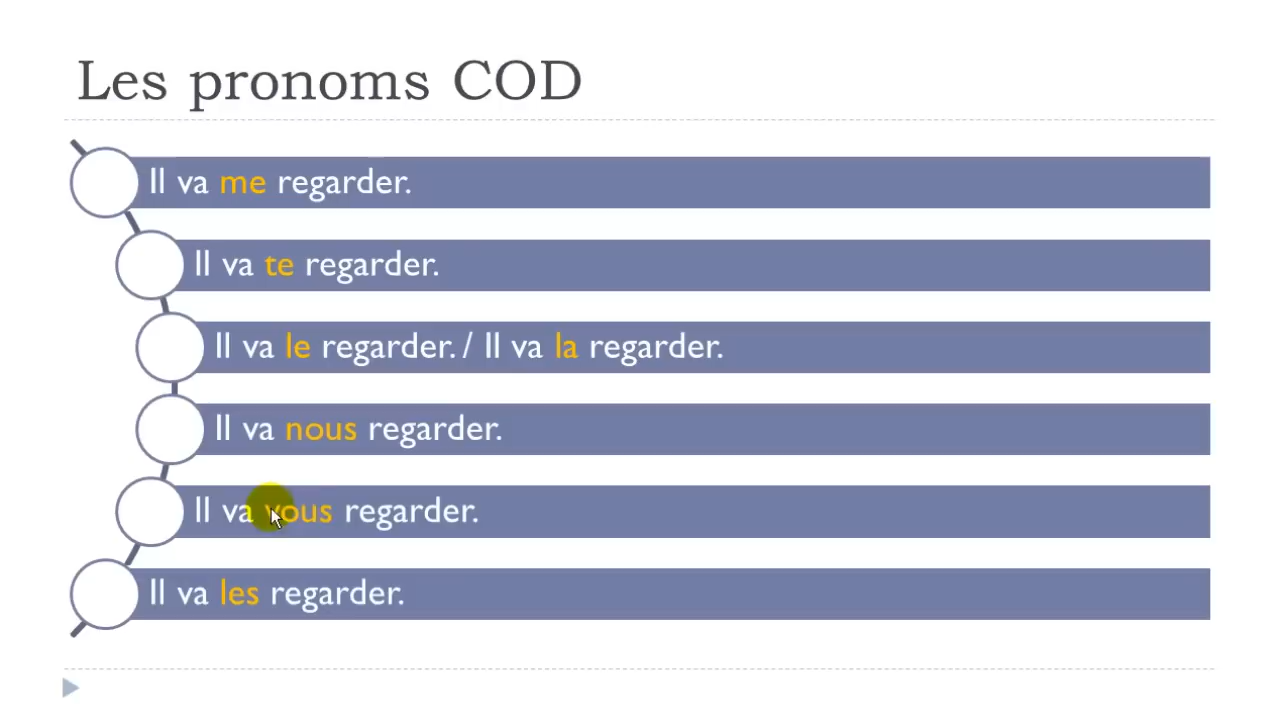 Les pronoms COD
Il va me regarder.
Il va te regarder.
Il va le regarder. / Il va la regarder.
Il va nous regarder.
Il va vous regarder.
Il va les regarder.